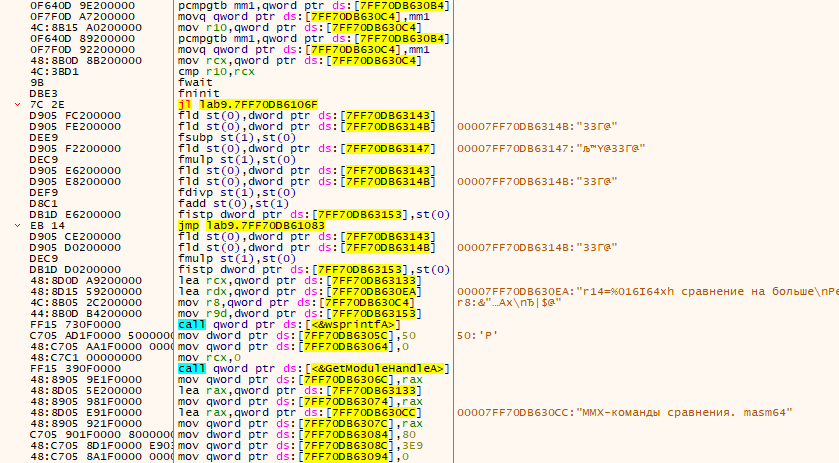 0F640D 9E200000 pcmpgtb mm1,qword ptr ds:[7FF70DB630B4]
0F7F0D A7200000 movq qword ptr ds:[7FF70DB630C4],mm1
4C:8B15 A0200000 mov r10,qword ptr ds:[7FF70DB630C4]
0F640D 89200000 pcmpgtb mm1,qword ptr ds:[7FF70DB630B4]
0F7F0D 92200000 movq qword ptr ds:[7FF70DB630C4],mm1
48:8B0D 8B200000 mov rcx,qword ptr ds:[7FF70DB630C4]
4C:3BD1 cmp r10,rcx
9B fwait
DBE3 fninit
7C 2E jl lab9.7FF70DB6106F
D905 FC200000 fld st(0),dword ptr ds:[7FF70DB63143]
D905 FE200000 fld st(0),dword ptr ds:[7FF70DB6314B] 00007FF70DB6314B:"33Г@"
DEE9 fsubp st(1),st(0)
D905 F2200000 fld st(0),dword ptr ds:[7FF70DB63147] 00007FF70DB63147:"љ™Y@33Г@"
DEC9 fmulp st(1),st(0)
D905 E6200000 fld st(0),dword ptr ds:[7FF70DB63143]
D905 E8200000 fld st(0),dword ptr ds:[7FF70DB6314B] 00007FF70DB6314B:"33Г@"
DEF9 fdivp st(1),st(0)
D8C1 fadd st(0),st(1)
DB1D E6200000 fistp dword ptr ds:[7FF70DB63153],st(0)
EB 14 jmp lab9.7FF70DB61083
D905 CE200000 fld st(0),dword ptr ds:[7FF70DB63143]
D905 D0200000 fld st(0),dword ptr ds:[7FF70DB6314B] 00007FF70DB6314B:"33Г@"
DEC9 fmulp st(1),st(0)
DB1D D0200000 fistp dword ptr ds:[7FF70DB63153],st(0)
48:8D0D A9200000 lea rcx,qword ptr ds:[7FF70DB63133]
48:8D15 59200000 lea rdx,qword ptr ds:[7FF70DB630EA] 00007FF70DB630EA:"r14=%016I64xh сравнение на больше\nРе
4C:8B05 2C200000 mov r8,qword ptr ds:[7FF70DB630C4] r8:&"…Ах\nЂ|$@"
44:8B0D B4200000 mov r9d,dword ptr ds:[7FF70DB63153]
FF15 730F0000 call qword ptr ds:[<&wsprintfA>]
C705 AD1F0000 5000000 mov dword ptr ds:[7FF70DB6305C],50 50:'P'
48:C705 AA1F0000 0000 mov qword ptr ds:[7FF70DB63064],0
48:C7C1 00000000 mov rcx,0
FF15 390F0000 call qword ptr ds:[<&GetModuleHandleA>]
48:8905 9E1F0000 mov qword ptr ds:[7FF70DB6306C],rax
48:8D05 5E200000 lea rax,qword ptr ds:[7FF70DB63133]
48:8905 981F0000 mov qword ptr ds:[7FF70DB63074],rax
48:8D05 E91F0000 lea rax,qword ptr ds:[7FF70DB630CC] 00007FF70DB630CC:"MMX-команды сравнения. masm64"
48:8905 921F0000 mov qword ptr ds:[7FF70DB6307C],rax
C705 901F0000 8000000 mov dword ptr ds:[7FF70DB63084],80
48:C705 8D1F0000 E903 mov qword ptr ds:[7FF70DB6308C],3E9
48:C705 8A1F0000 0000 mov qword ptr ds:[7FF70DB63094],0